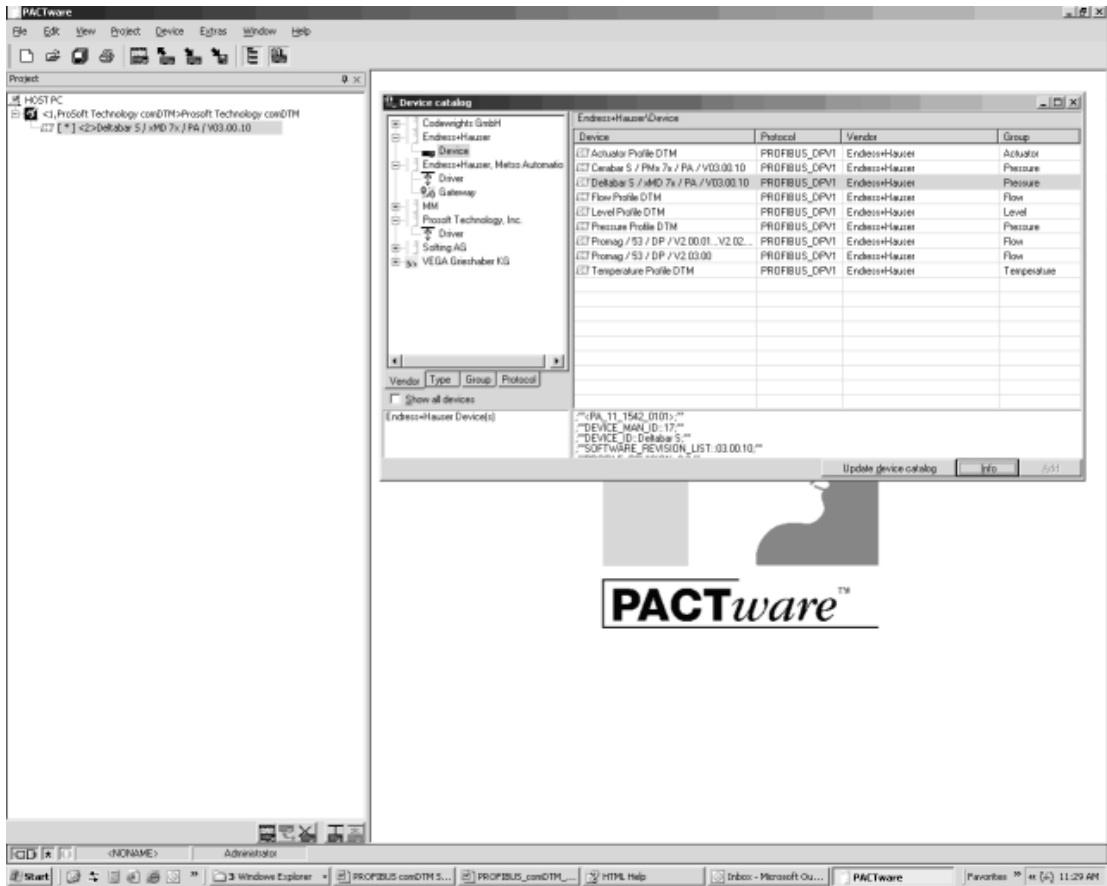 PACTware
File Edit View Project Device Extras Window Help
Project
HOST PC
<1,ProSoft Technology comDTM>Prosoft Technology comDTM
[ * ] <2>Deltabar S / xMD 7x / PA / V03.00.10
Device catalog
Codewrights GmbH
Endress+Hauser
Device
Endress+Hauser, Metso Automatio
Driver
Gateway
MM
Prosoft Technology, Inc.
Driver
Softing AG
VEGA Grieshaber KG
Vendor Type Group Protocol
Show all devices
Endress+Hauser Device(s)
Endress+Hauser\Device
Device Protocol Vendor Group
Actuator Profile DTM PROFIBUS_DPV1 Endress+Hauser Actuator
Cerabar S / PMx 7x / PA / V03.00.10 PROFIBUS_DPV1 Endress+Hauser Pressure
Deltabar S / xMD 7x / PA / V03.00.10 PROFIBUS_DPV1 Endress+Hauser Pressure
Flow Profile DTM PROFIBUS_DPV1 Endress+Hauser Flow
Level Profile DTM PROFIBUS_DPV1 Endress+Hauser Level
Pressure Profile DTM PROFIBUS_DPV1 Endress+Hauser Pressure
Promag / 53 / DP / V2.00.01...V2.02... PROFIBUS_DPV1 Endress+Hauser Flow
Promag / 53 / DP / V2.03.00 PROFIBUS_DPV1 Endress+Hauser Flow
Temperature Profile DTM PROFIBUS_DPV1 Endress+Hauser Temperature
;""<PA_11_1542_0101>;""
;""DEVICE_MAN_ID::17;""
;""DEVICE_ID::Deltabar S;""
;""SOFTWARE_REVISION_LIST::03.00.10;""
Update device catalog Info Add
PACTware™
<NONAME> Administrator
Start 3 Windows Explorer PROFIBUS comDTM S... PROFIBUS_comDTM_... HTML Help Inbox - Microsoft Ou... PACTware Favorites 11:29 AM